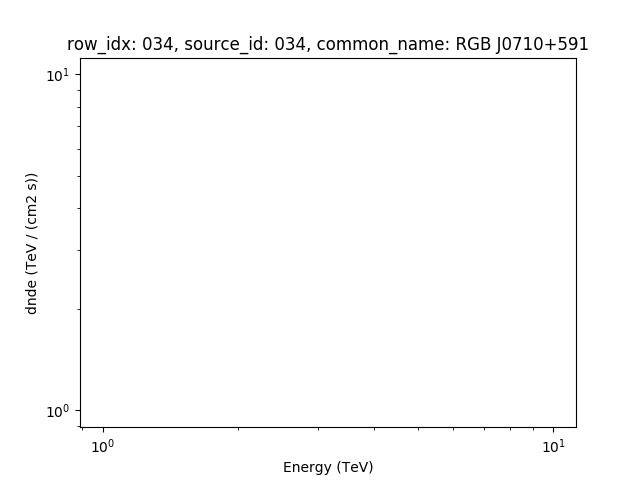 row_idx: 034, source_id: 034, common_name: RGB J0710+591
10¹
dnde (TeV / (cm2 s))
10⁰
10⁰ 10¹
Energy (TeV)